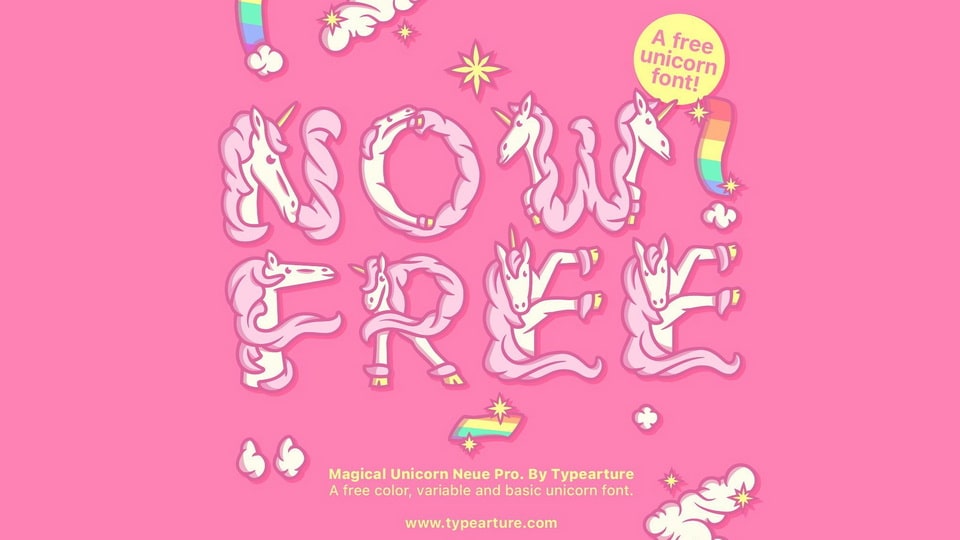 A free
unicorn
font!
NOW!
FREE
Magical Unicorn Neue Pro. By Typearture
A free color, variable and basic unicorn font.
www.typearture.com